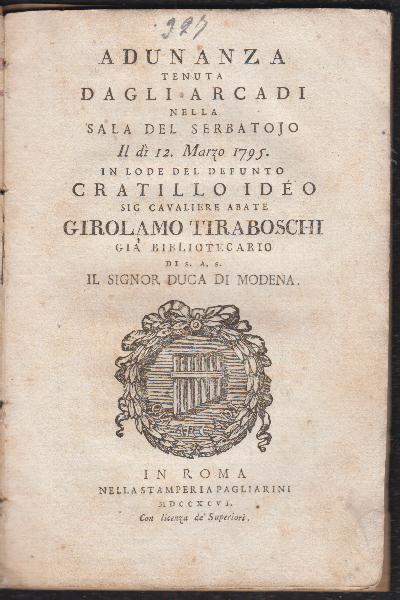 327
ADUNANZA
TENUTA
DAGLI ARCADI
NELLA
SALA DEL SERBATOJO
Il dì 12. Marzo 1795.
IN LODE DEL DEFUNTO
CRATILLO IDÉO
SIG CAVALIERE ABATE
GIROLAMO TIRABOSCHI
GIÀ BIBLIOTECARIO
DI S. A. S.
IL SIGNOR DUCA DI MODENA.
IN ROMA
NELLA STAMPERIA PAGLIARINI
MDCCXCVI.
Con licenza de' Superiori.